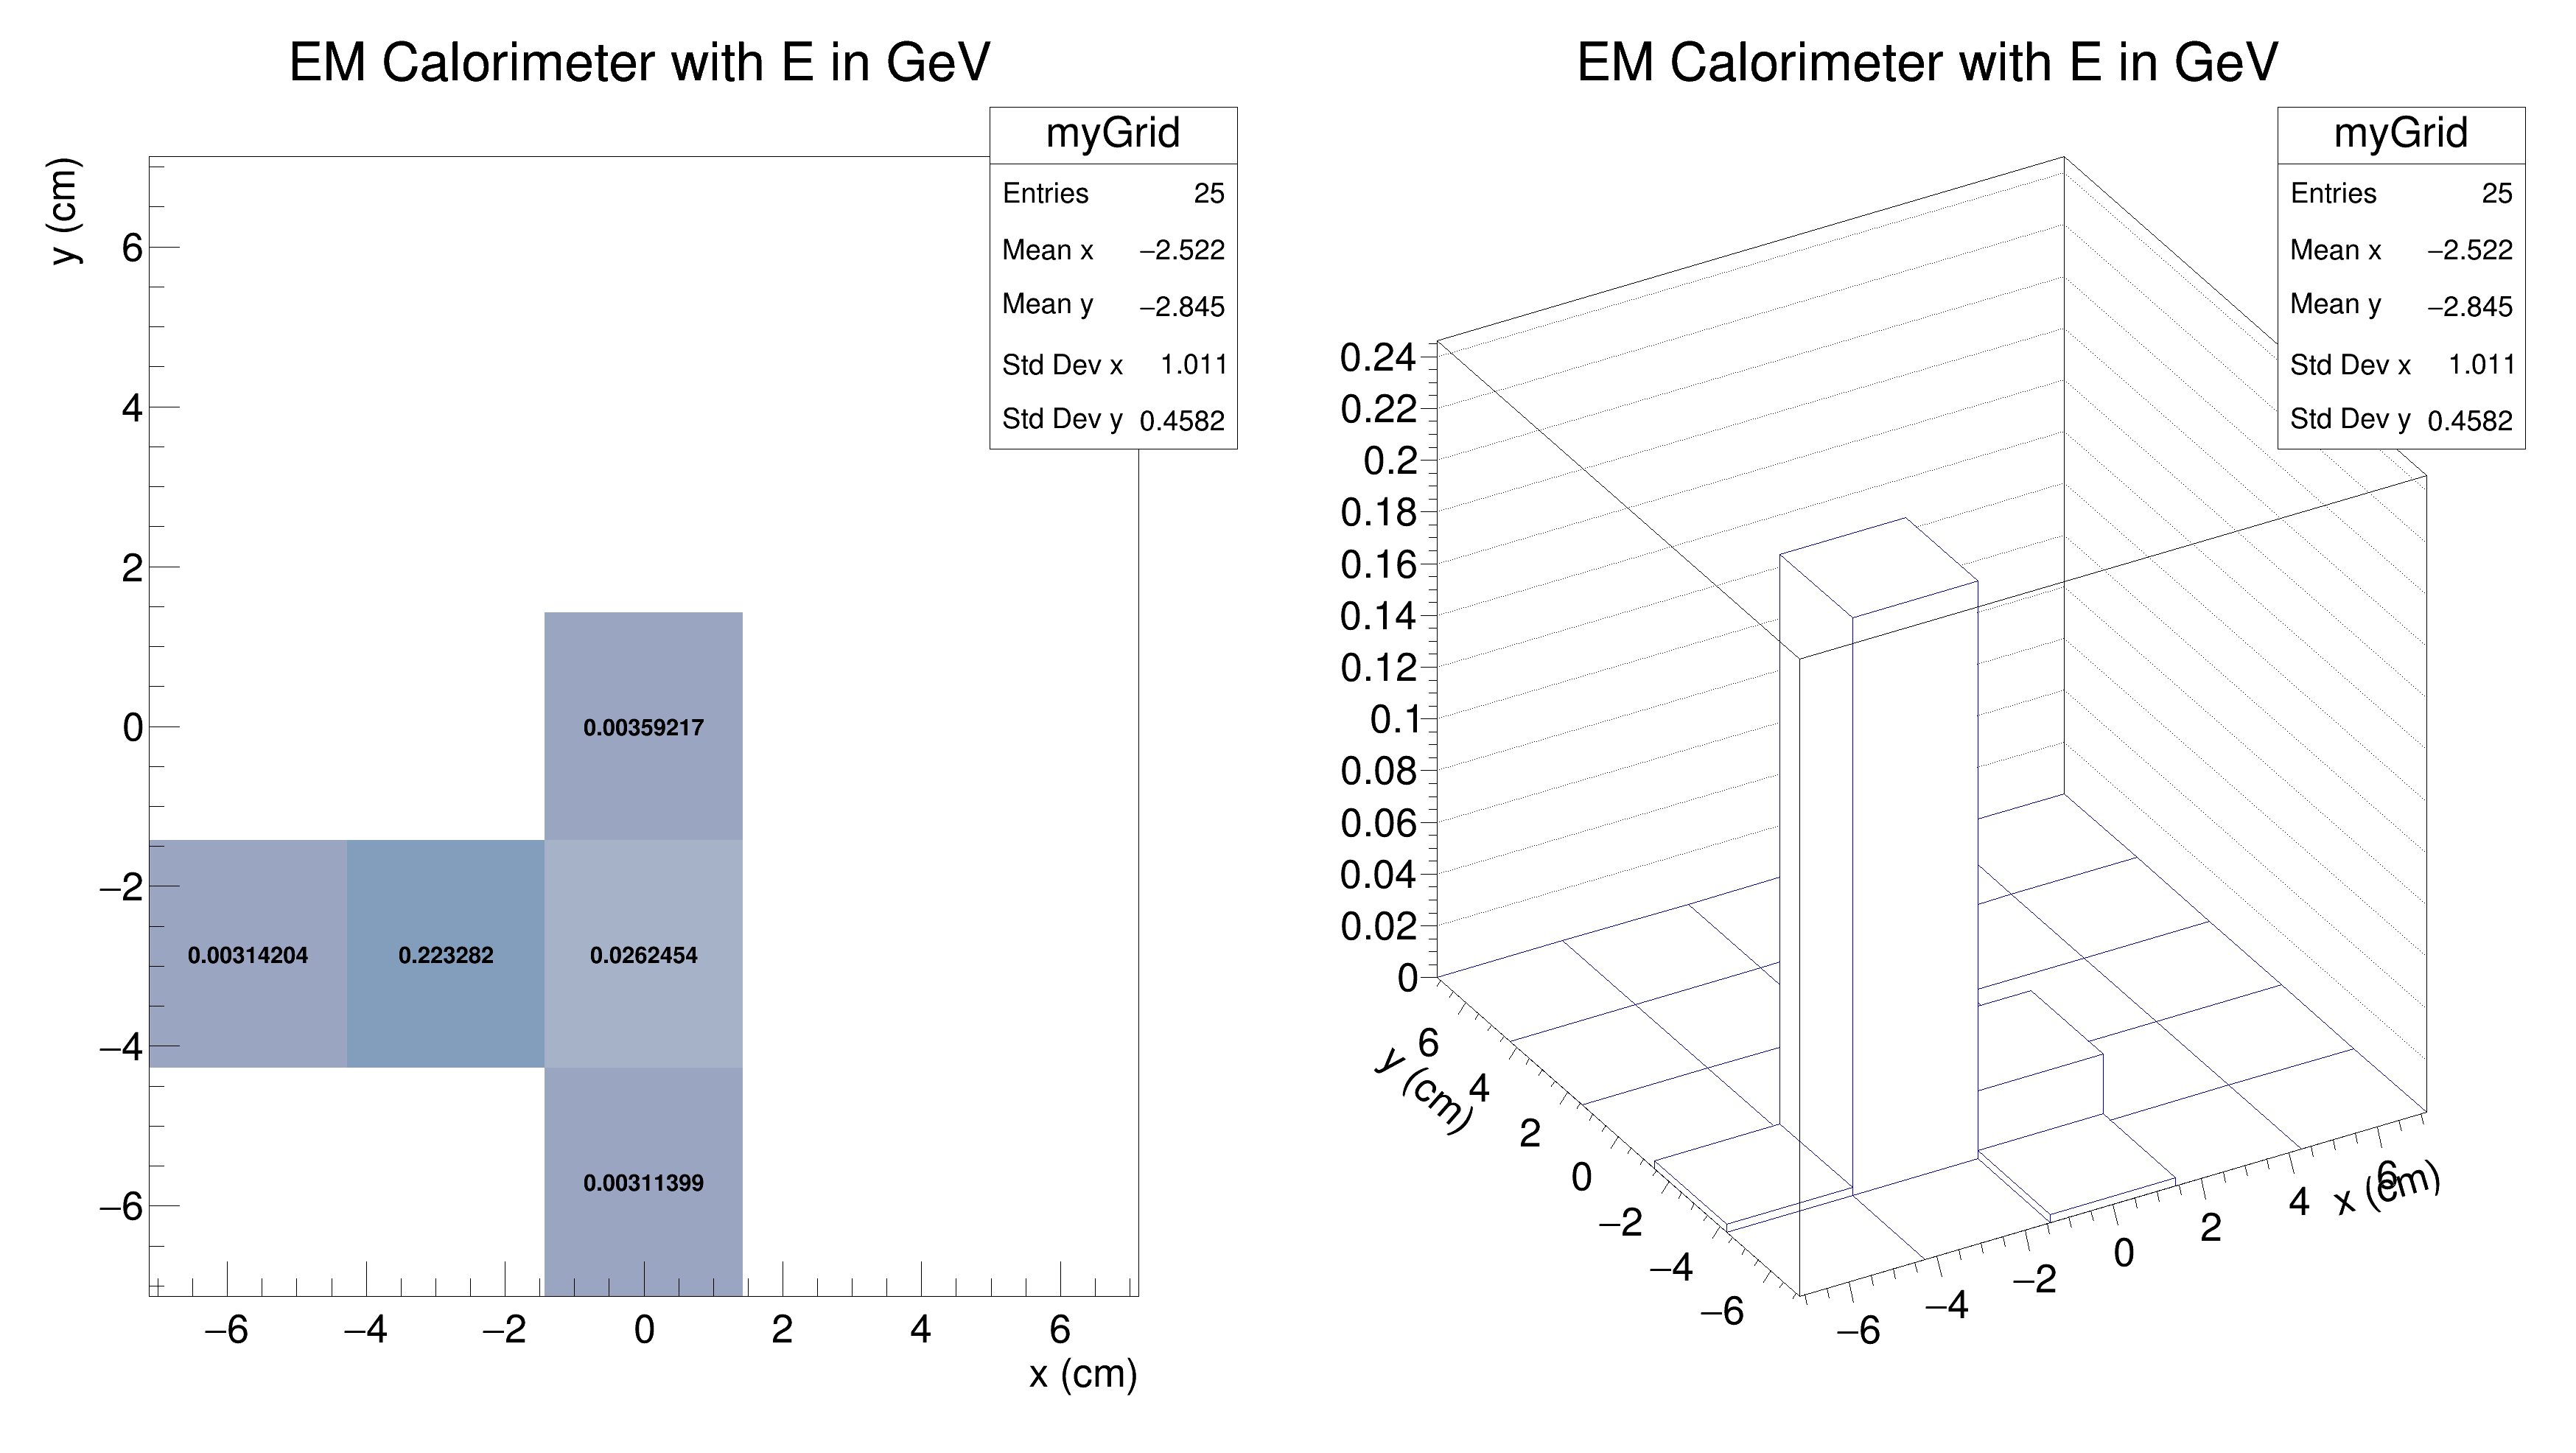 EM Calorimeter with E in GeV
myGrid
Entries 25
Mean x −2.522
Mean y −2.845
Std Dev x 1.011
Std Dev y 0.4582
y (cm)
6
4
2
0
−2
−4
−6
0.00359217
0.00314204 0.223282 0.0262454
0.00311399
−6 −4 −2 0 2 4 6
x (cm)
EM Calorimeter with E in GeV
myGrid
Entries 25
Mean x −2.522
Mean y −2.845
Std Dev x 1.011
Std Dev y 0.4582
0.24
0.22
0.2
0.18
0.16
0.14
0.12
0.1
0.08
0.06
0.04
0.02
0
6
4
2
0
−2
−4
−6
y (cm)
−6
−4
−2
0
2
4
6
x (cm)